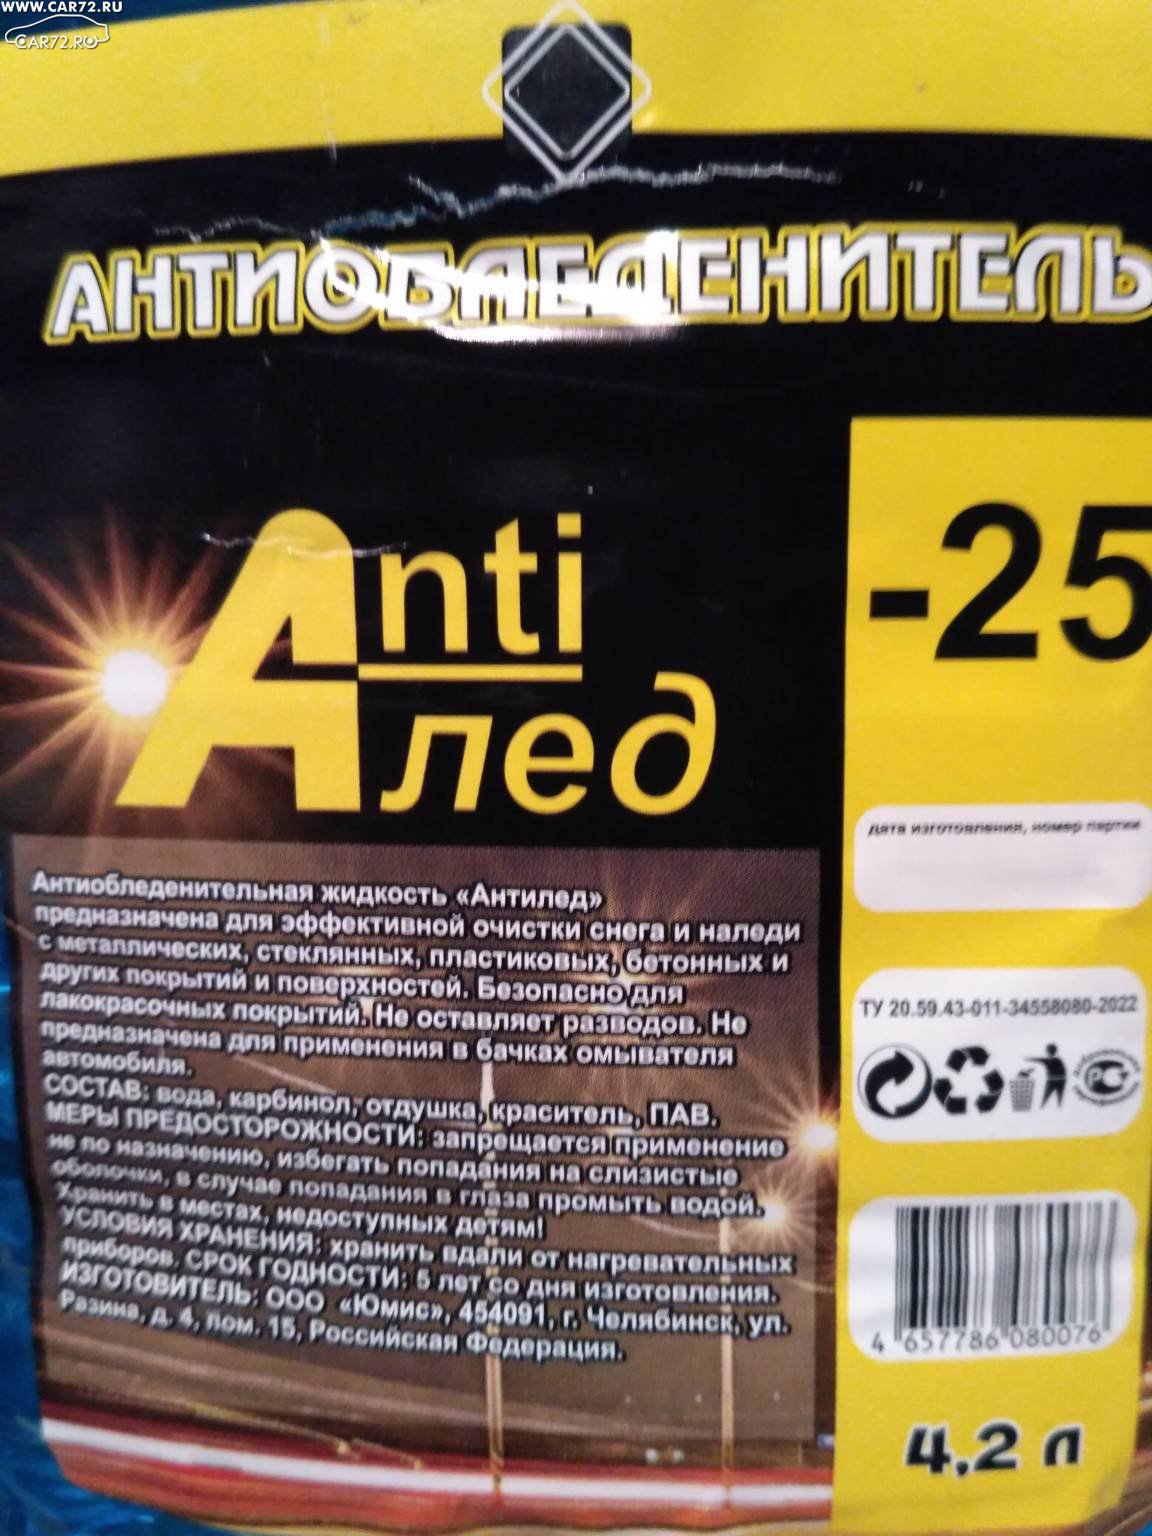 WWW.CAR72.RU
CAR72.RU
АНТИОБЛЕДЕНИТЕЛЬ
Anti
лед
-25
дата изготовления, номер партии
Антиобледенительная жидкость «Антилед»
предназначена для эффективной очистки снега и наледи
с металлических, стеклянных, пластиковых, бетонных и
других покрытий и поверхностей. Безопасно для
лакокрасочных покрытий. Не оставляет разводов. Не
предназначена для применения в бачках омывателя
автомобиля.
СОСТАВ: вода, карбинол, отдушка, краситель, ПАВ.
МЕРЫ ПРЕДОСТОРОЖНОСТИ: запрещается применение
не по назначению, избегать попадания на слизистые
оболочки, в случае попадания в глаза промыть водой.
Хранить в местах, недоступных детям!
УСЛОВИЯ ХРАНЕНИЯ: хранить вдали от нагревательных
приборов. СРОК ГОДНОСТИ: 5 лет со дня изготовления.
ИЗГОТОВИТЕЛЬ: ООО «Юмис», 454091, г. Челябинск, ул.
Разина, д. 4, пом. 15, Российская Федерация.
ТУ 20.59.43-011-34558080-2022
РСТ
4 657786 080076
4,2 л